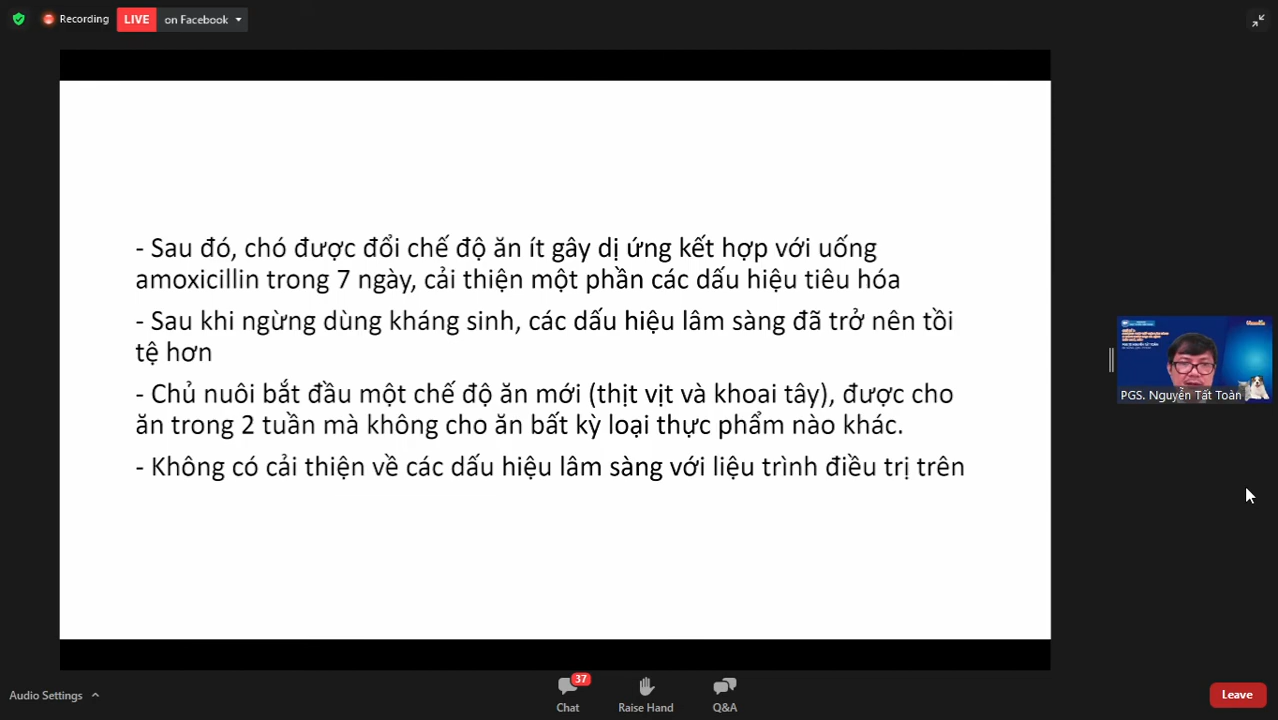 Recording
LIVE
on Facebook
- Sau đó, chó được đổi chế độ ăn ít gây dị ứng kết hợp với uống
amoxicillin trong 7 ngày, cải thiện một phần các dấu hiệu tiêu hóa
- Sau khi ngừng dùng kháng sinh, các dấu hiệu lâm sàng đã trở nên tồi
tệ hơn
- Chủ nuôi bắt đầu một chế độ ăn mới (thịt vịt và khoai tây), được cho
ăn trong 2 tuần mà không cho ăn bất kỳ loại thực phẩm nào khác.
- Không có cải thiện về các dấu hiệu lâm sàng với liệu trình điều trị trên
PGS. Nguyễn Tất Toàn
Audio Settings
37
Chat
Raise Hand
Q&A
Leave